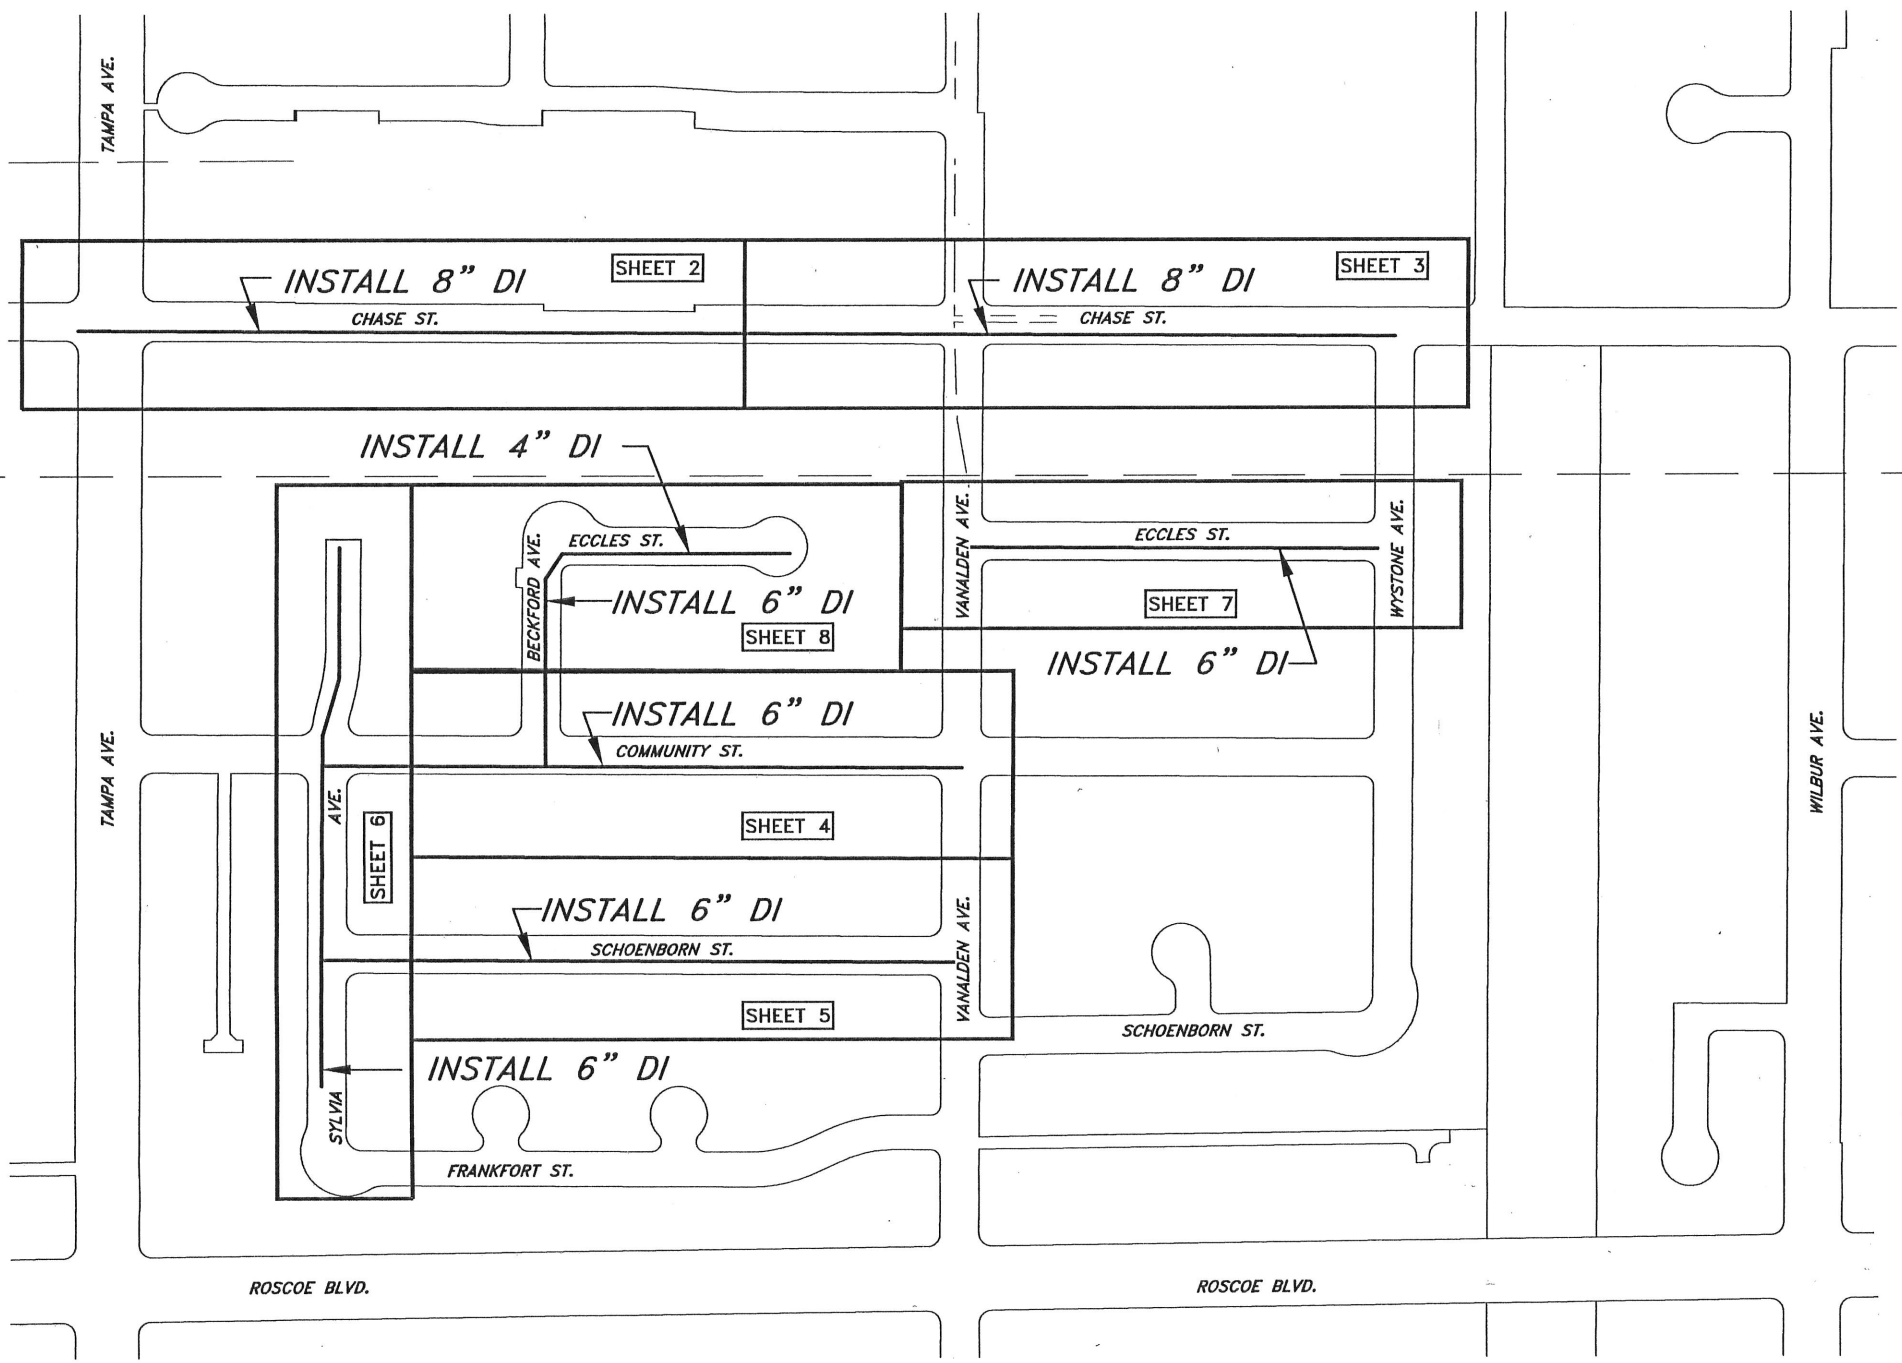 TAMPA AVE.
SHEET 2
SHEET 3
INSTALL 8” DI
INSTALL 8” DI
CHASE ST.
CHASE ST.
INSTALL 4” DI
ECCLES ST.
BECKFORD AVE.
VANALDEN AVE.
ECCLES ST.
WYSTONE AVE.
INSTALL 6” DI
SHEET 8
SHEET 7
INSTALL 6” DI
INSTALL 6” DI
COMMUNITY ST.
TAMPA AVE.
WILBUR AVE.
AVE.
SHEET 6
SHEET 4
INSTALL 6” DI
SCHOENBORN ST.
VANALDEN AVE.
SHEET 5
SCHOENBORN ST.
INSTALL 6” DI
SYLVIA
FRANKFORT ST.
ROSCOE BLVD.
ROSCOE BLVD.